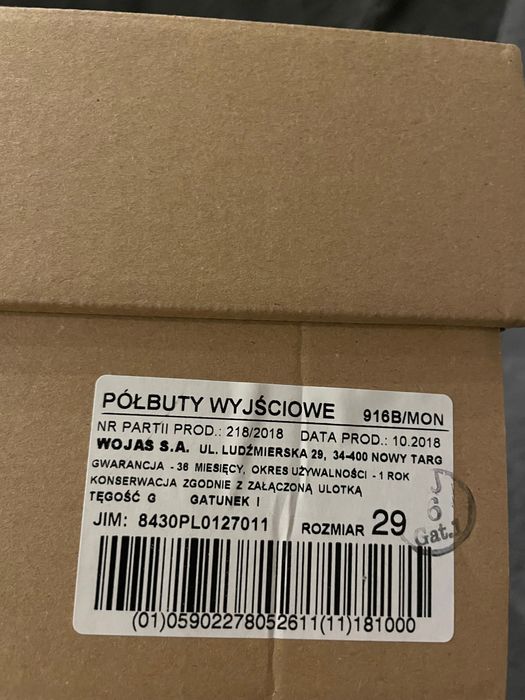 PÓŁBUTY WYJŚCIOWE 916B/MON
NR PARTII PROD.: 218/2018 DATA PROD.: 10.2018
WOJAS S.A. UL. LUDŹMIERSKA 29, 34-400 NOWY TARG
GWARANCJA - 36 MIESIĘCY, OKRES UŻYWALNOŚCI - 1 ROK
KONSERWACJA ZGODNIE Z ZAŁĄCZONĄ ULOTKĄ
TĘGOŚĆ G GATUNEK I
JIM: 8430PL0127011 ROZMIAR 29
Gat.1
(01)05902278052611(11)181000